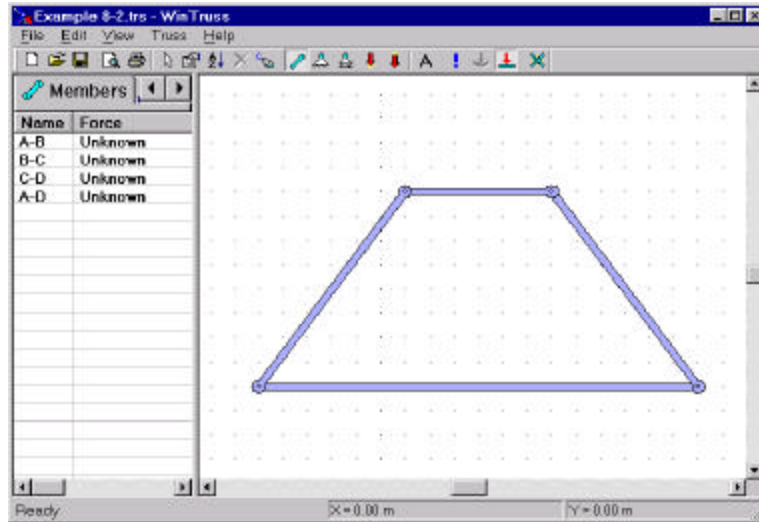 Example 8-2.trs - WinTruss
File Edit View Truss Help
A !
Members
Name Force
A-B Unknown
B-C Unknown
C-D Unknown
A-D Unknown
Ready X = 0.00 m Y = 0.00 m